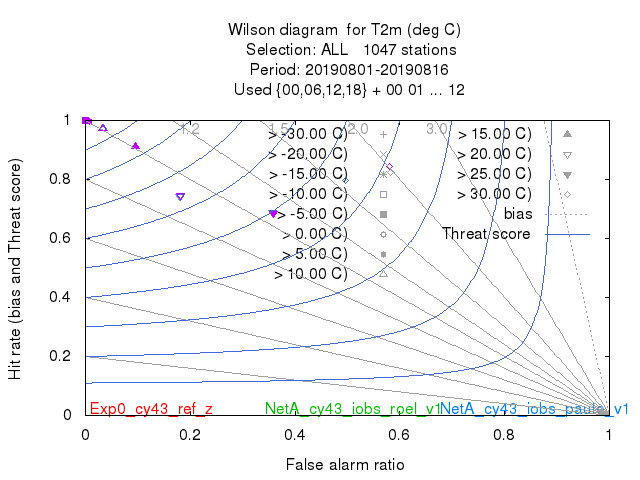 Wilson diagram for T2m (deg C)
Selection: ALL 1047 stations
Period: 20190801-20190816
Used {00,06,12,18} + 00 01 ... 12
Hit rate (bias and Threat score)
1
0.8
0.6
0.4
0.2
0
1.2
1.5
2.0
3.0
> -30.00 C)
> -20.00 C)
> -15.00 C)
> -10.00 C)
> -5.00 C)
> 0.00 C)
> 5.00 C)
> 10.00 C)
> 15.00 C)
> 20.00 C)
> 25.00 C)
> 30.00 C)
bias
Threat score
Exp0_cy43_ref_z
NetA_cy43_iobs_roel_v1
NetA_cy43_iobs_paulo_v1
0 0.2 0.4 0.6 0.8 1
False alarm ratio